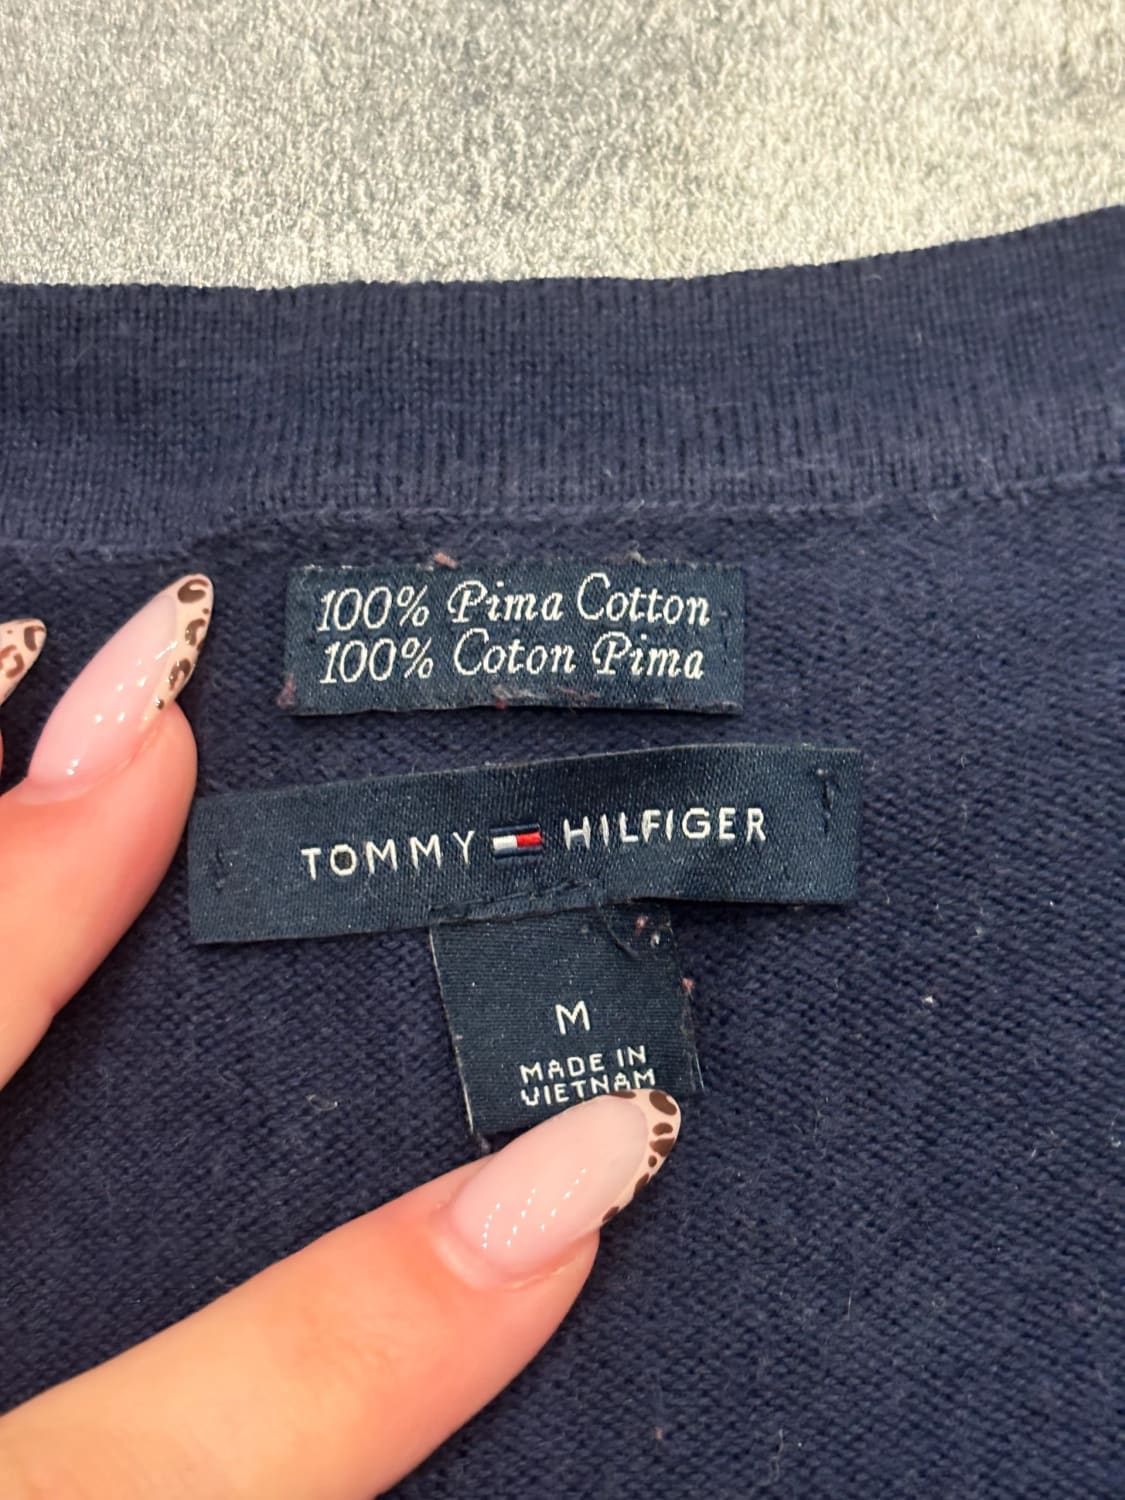 100% Pima Cotton
100% Coton Pima
TOMMY HILFIGER
M
MADE IN
VIETNAM